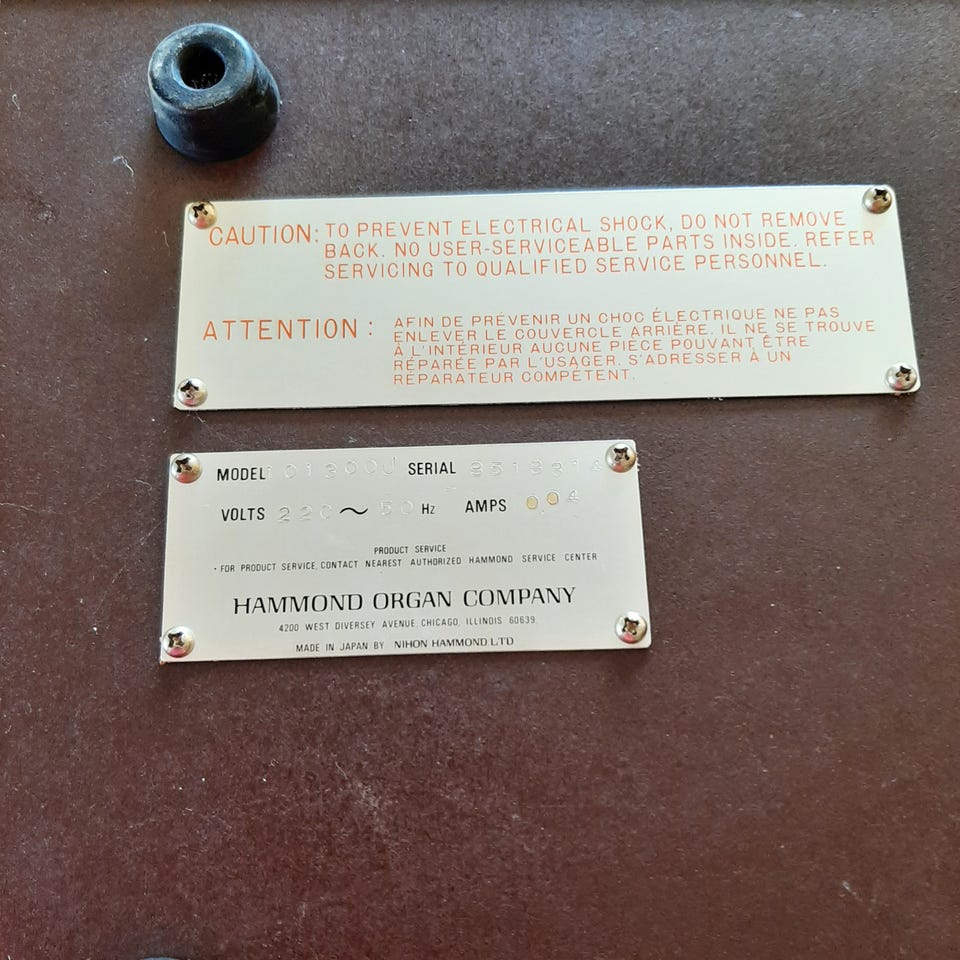 CAUTION: TO PREVENT ELECTRICAL SHOCK, DO NOT REMOVE
BACK. NO USER-SERVICEABLE PARTS INSIDE. REFER
SERVICING TO QUALIFIED SERVICE PERSONNEL.
ATTENTION: AFIN DE PRÉVENIR UN CHOC ÉLECTRIQUE NE PAS
ENLEVER LE COUVERCLE ARRIÈRE. IL NE SE TROUVE
À L'INTÉRIEUR AUCUNE PIÈCE POUVANT ÊTRE
RÉPARÉE PAR L'USAGER. S'ADRESSER À UN
RÉPARATEUR COMPÉTENT.
MODEL SERIAL
VOLTS 220 ~ 50 Hz AMPS 0.04
PRODUCT SERVICE
· FOR PRODUCT SERVICE, CONTACT NEAREST AUTHORIZED HAMMOND SERVICE CENTER
HAMMOND ORGAN COMPANY
4200 WEST DIVERSEY AVENUE, CHICAGO, ILLINOIS 60639
MADE IN JAPAN BY NIHON HAMMOND LTD